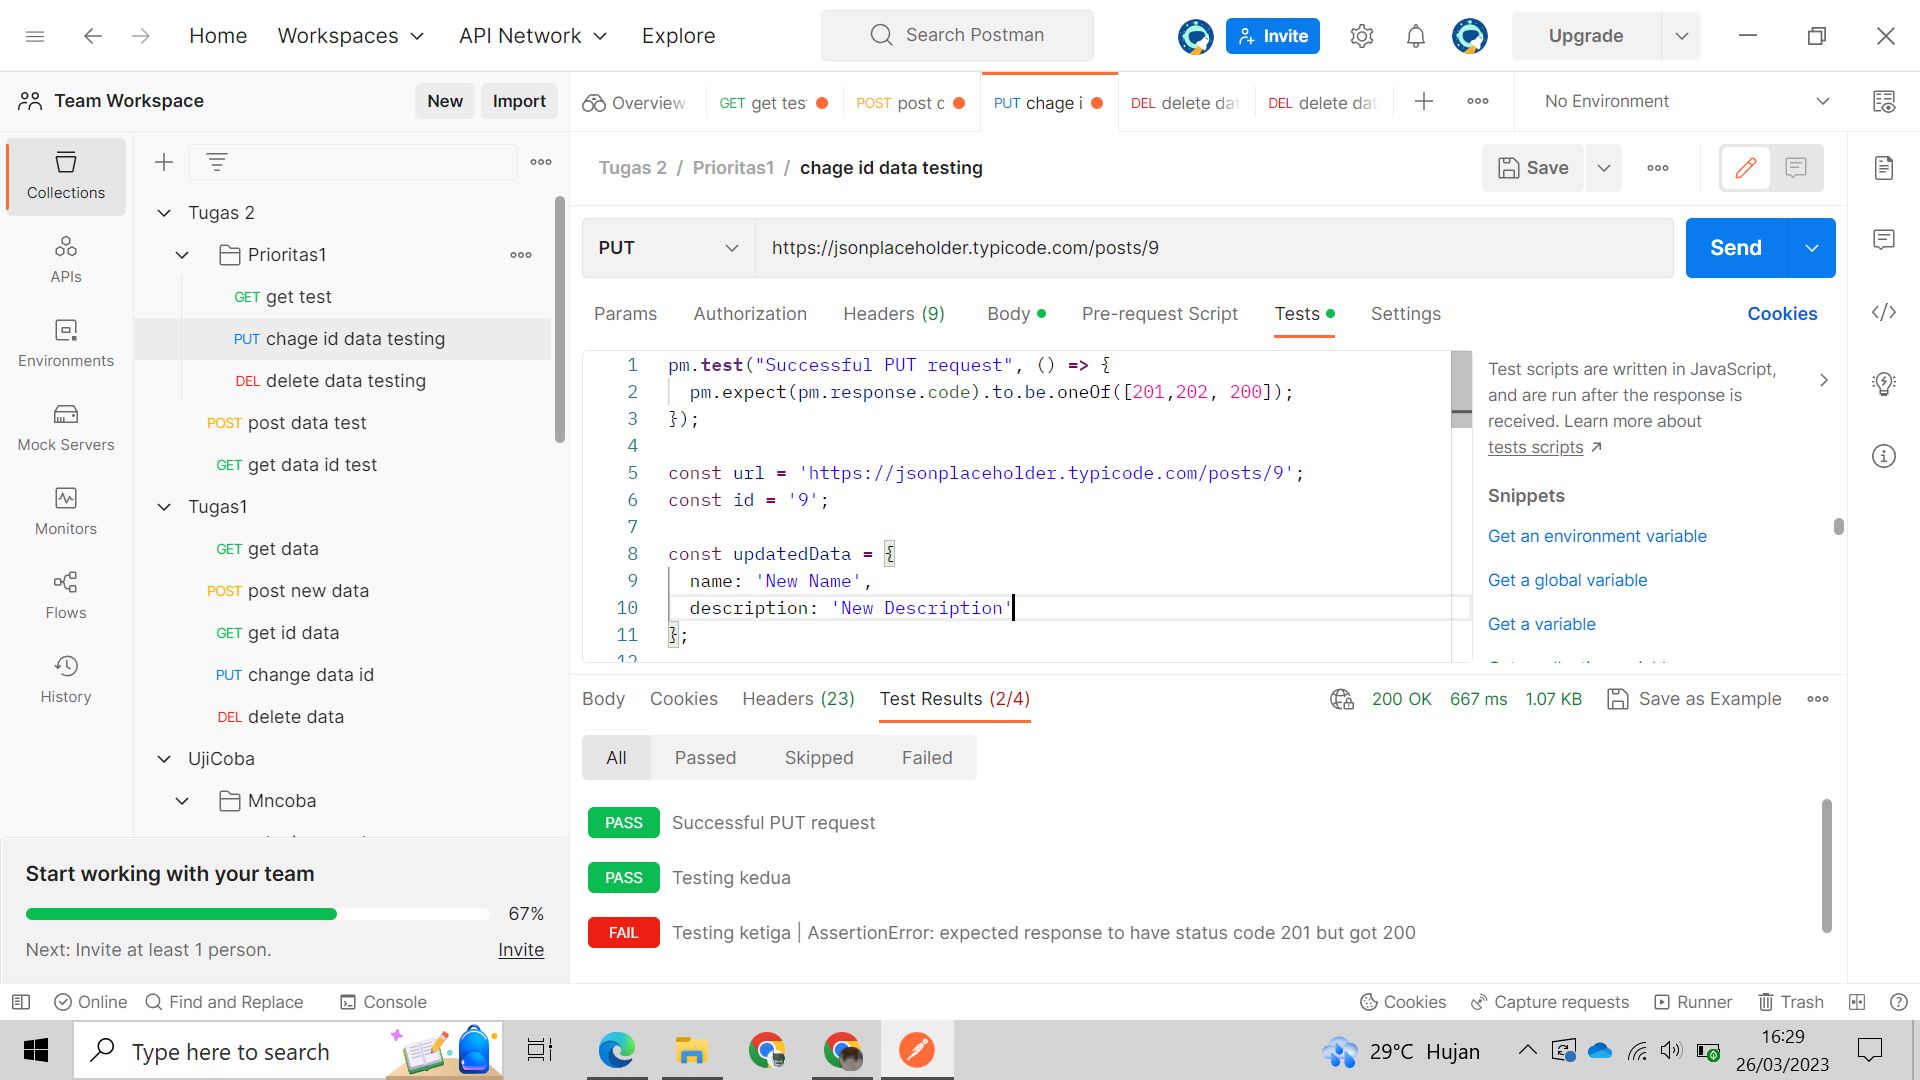 Home
Workspaces
API Network
Explore
Search Postman
Invite
Upgrade
Team Workspace
New
Import
Overview
GET get tes
POST post d
PUT chage i
DEL delete dat
DEL delete dat
No Environment
Collections
APIs
Environments
Mock Servers
Monitors
Flows
History
Tugas 2
Prioritas1
GET get test
PUT chage id data testing
DEL delete data testing
POST post data test
GET get data id test
Tugas1
GET get data
POST post new data
GET get id data
PUT change data id
DEL delete data
UjiCoba
Mncoba
Start working with your team
67%
Next: Invite at least 1 person.
Invite
Tugas 2 / Prioritas1 / chage id data testing
Save
PUT
https://jsonplaceholder.typicode.com/posts/9
Send
Params
Authorization
Headers (9)
Body
Pre-request Script
Tests
Settings
Cookies
1 pm.test("Successful PUT request", () => {
2 pm.expect(pm.response.code).to.be.oneOf([201,202, 200]);
3 });
4
5 const url = 'https://jsonplaceholder.typicode.com/posts/9';
6 const id = '9';
7
8 const updatedData = {
9 name: 'New Name',
10 description: 'New Description'
11 };
12
Test scripts are written in JavaScript,
and are run after the response is
received. Learn more about
tests scripts
Snippets
Get an environment variable
Get a global variable
Get a variable
Body
Cookies
Headers (23)
Test Results (2/4)
200 OK
667 ms
1.07 KB
Save as Example
All
Passed
Skipped
Failed
PASS Successful PUT request
PASS Testing kedua
FAIL Testing ketiga | AssertionError: expected response to have status code 201 but got 200
Online
Find and Replace
Console
Cookies
Capture requests
Runner
Trash
Type here to search
29°C Hujan
16:29
26/03/2023